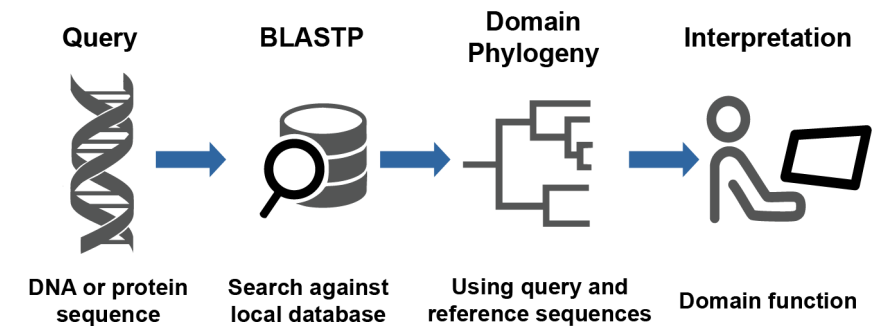 Query
BLASTP
Domain
Phylogeny
Interpretation
DNA or protein
sequence
Search against
local database
Using query and
reference sequences
Domain function